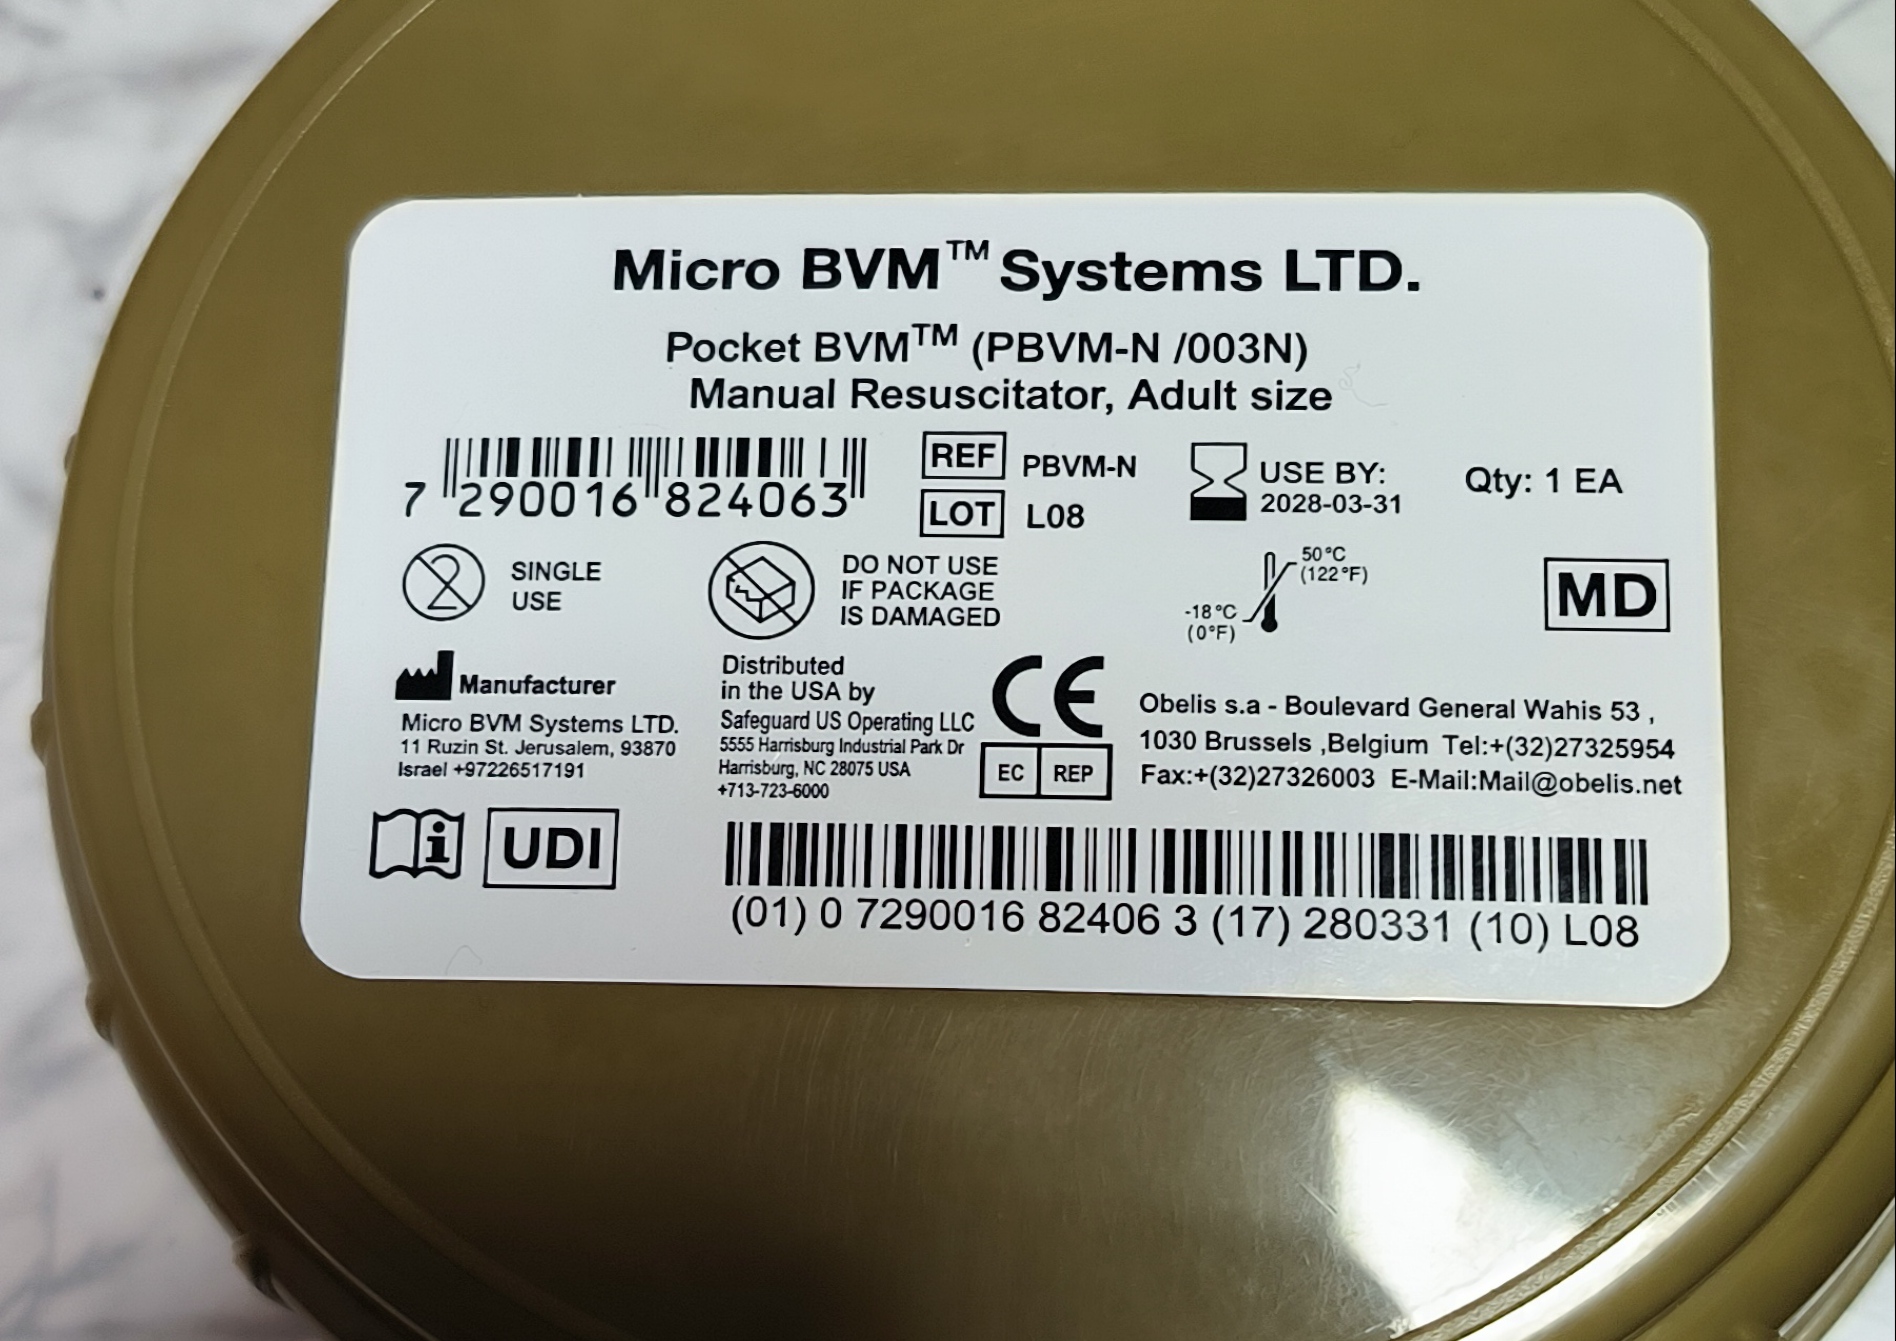 Micro BVM™ Systems LTD.
Pocket BVM™ (PBVM-N /003N)
Manual Resuscitator, Adult size
7 290016 824063
REF PBVM-N
LOT L08
USE BY:
2028-03-31
Qty: 1 EA
2
SINGLE
USE
DO NOT USE
IF PACKAGE
IS DAMAGED
50°C
(122°F)
-18°C
(0°F)
MD
Manufacturer
Micro BVM Systems LTD.
11 Ruzin St. Jerusalem, 93870
Israel +97226517191
Distributed
in the USA by
Safeguard US Operating LLC
5555 Harrisburg Industrial Park Dr
Harrisburg, NC 28075 USA
+713-723-6000
CE
EC REP
Obelis s.a - Boulevard General Wahis 53 ,
1030 Brussels ,Belgium Tel:+(32)27325954
Fax:+(32)27326003 E-Mail:Mail@obelis.net
i
UDI
(01) 0 7290016 82406 3 (17) 280331 (10) L08